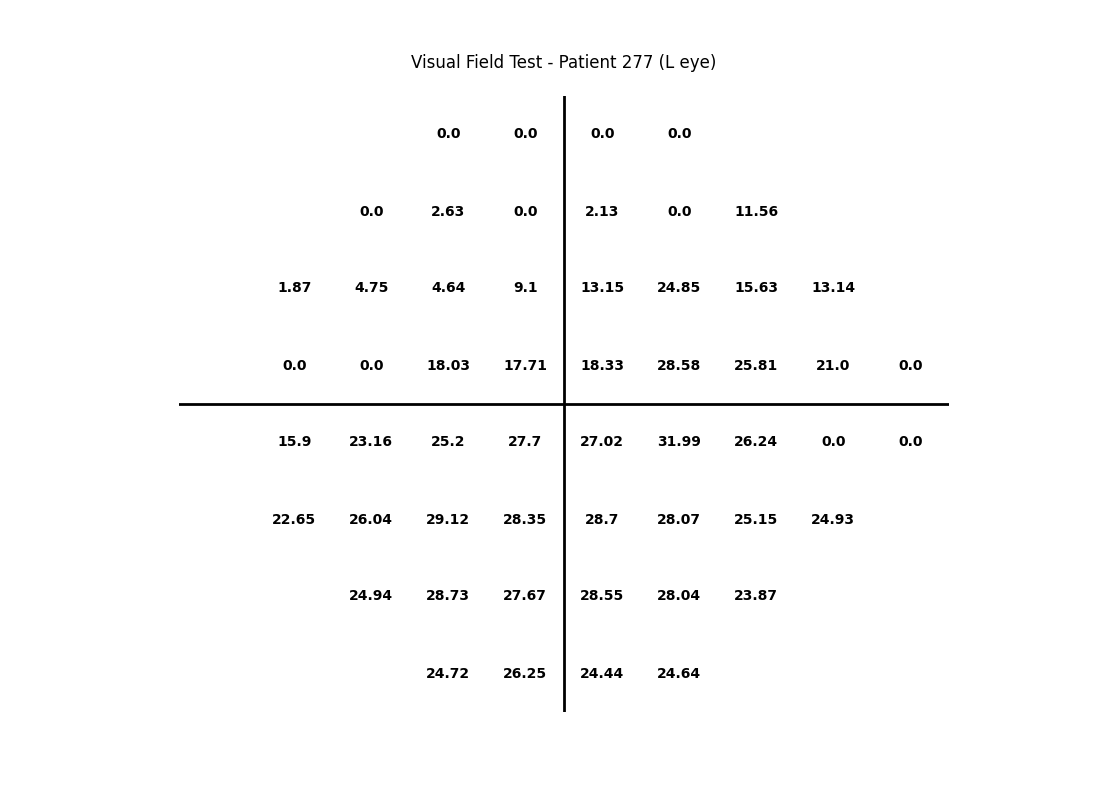 Visual Field Test - Patient 277 (L eye)
0.0 0.0 0.0 0.0
0.0 2.63 0.0 2.13 0.0 11.56
1.87 4.75 4.64 9.1 13.15 24.85 15.63 13.14
0.0 0.0 18.03 17.71 18.33 28.58 25.81 21.0 0.0
15.9 23.16 25.2 27.7 27.02 31.99 26.24 0.0 0.0
22.65 26.04 29.12 28.35 28.7 28.07 25.15 24.93
24.94 28.73 27.67 28.55 28.04 23.87
24.72 26.25 24.44 24.64